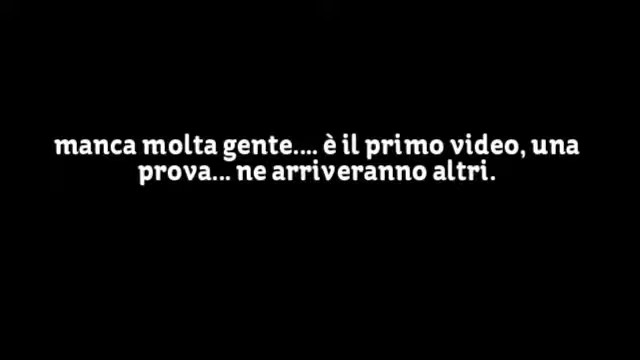 manca molta gente.... è il primo video, una
prova... ne arriveranno altri.